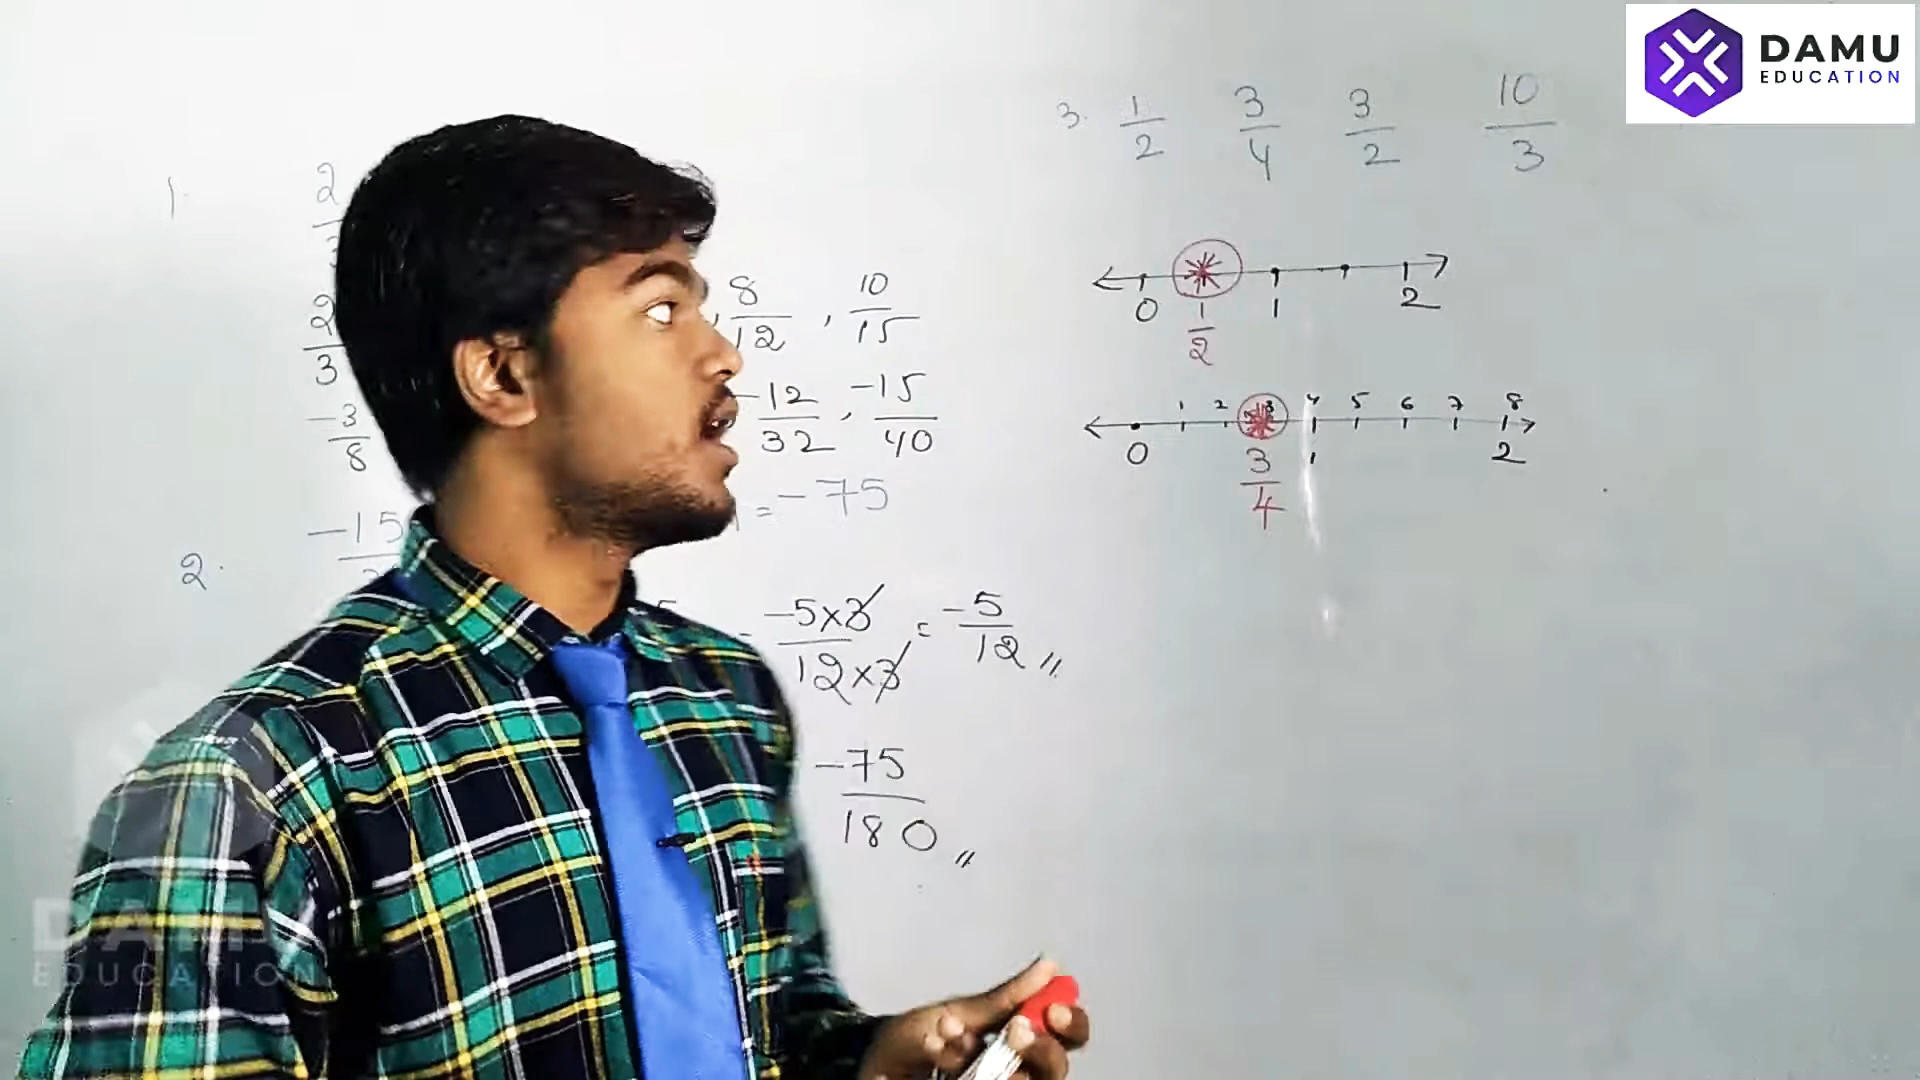 DAMU
EDUCATION
3. 1/2 3/4 3/2 10/3
1. 2
2/3
, 8/12 , 10/15
0 1/2 1 2
-3/8
-12/32 , -15/40
1 2 3 4 5 6 7 8
0 3/4 1 2
= -75
2. -15
-5×3/12×3 = -5/12 //
-75/180 //
DAMU
EDUCATION